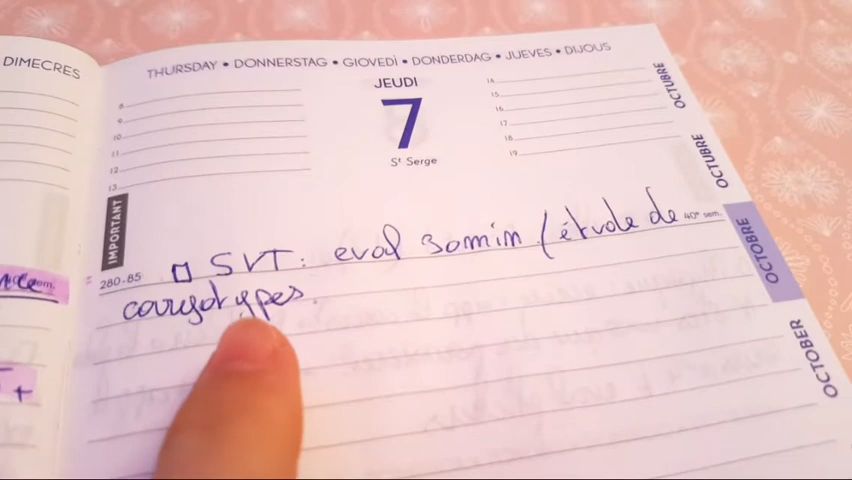 DIMECRES
THURSDAY • DONNERSTAG • GIOVEDÌ • DONDERDAG • JUEVES • DIJOUS
JEUDI
7
St Serge
8
9
10
11
12
13
14
15
16
17
18
19
IMPORTANT
280-85
40e sem.
□ SVT: eval 30min / étude de
caryotypes.
OCTUBRE
OCTUBRE
OCTOBRE
OCTOBER